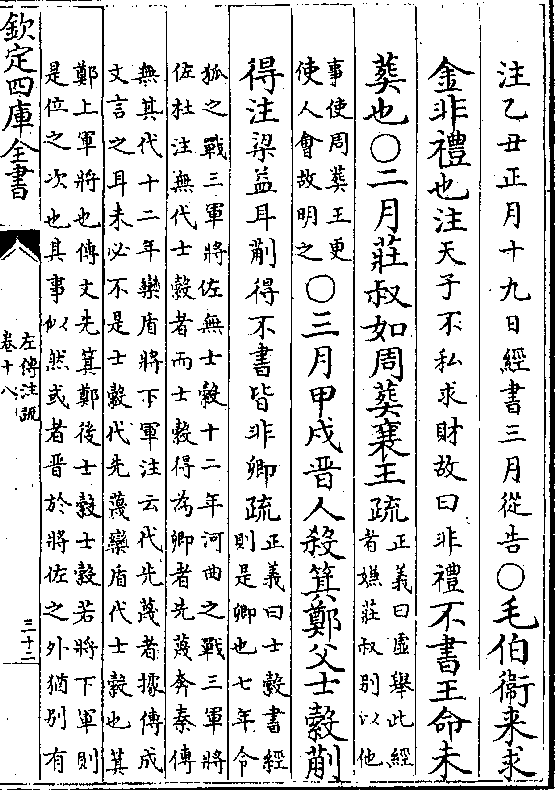 注乙丑正月十九日經書三月從告○毛伯衞来求
金非禮也注天子不私求財故曰非禮不書王命未
葬也○二月莊叔如周葬襄王疏正義曰虛舉此經
者嫌莊叔别以他
事使周葬王更
使人會故明之○三月甲戌晋人殺箕鄭父士縠蒯
得注梁益耳蒯得不書皆非卿疏正義曰士縠書經
則是卿也七年令
狐之戰三軍將佐無士縠十二年河曲之戰三軍將
佐杜注無代士縠者而士縠得為卿者先蔑奔秦傳
無其代十二年欒盾將下軍注云代先蔑者據傳成
文言之耳未必不是士縠代先蔑欒盾代士縠也箕
鄭上軍將也傳文先箕鄭後士縠士縠若將下軍則
是位之次也其事似然或者晋於將佐之外猶别有
欽定四庫全書
左傳注疏
卷十八
三十三